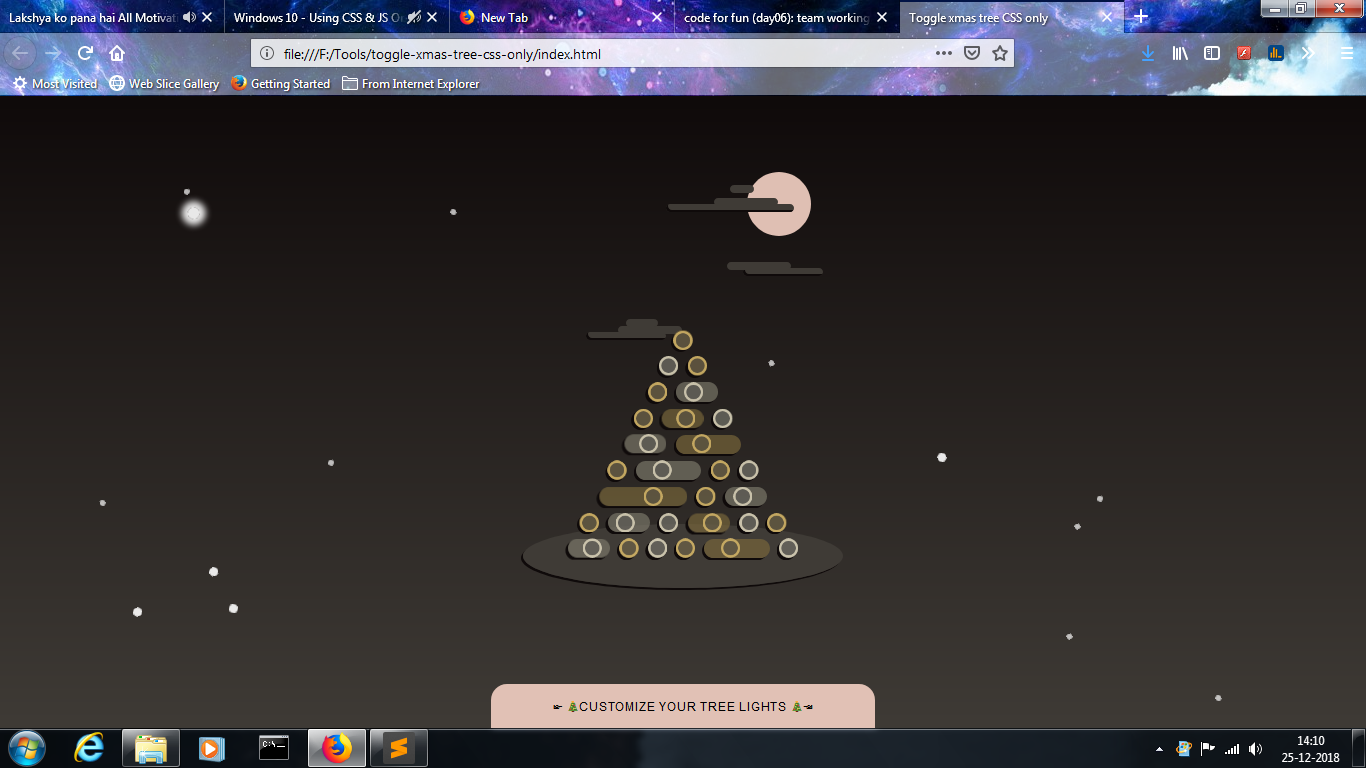 Lakshya ko pana hai All Motivati
Windows 10 - Using CSS & JS O
New Tab
code for fun (day06): team working
Toggle xmas tree CSS only
file:///F:/Tools/toggle-xmas-tree-css-only/index.html
Most Visited
Web Slice Gallery
Getting Started
From Internet Explorer
CUSTOMIZE YOUR TREE LIGHTS
C:\_
14:10
25-12-2018